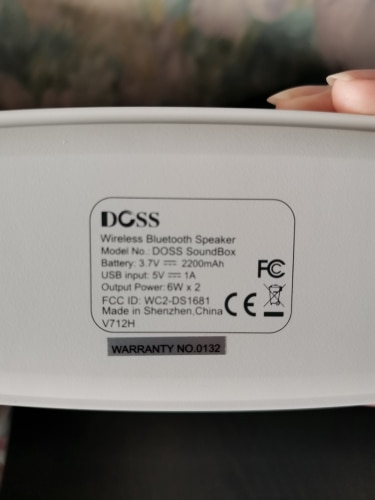 DOSS
Wireless Bluetooth Speaker
Model No.: DOSS SoundBox
Battery: 3.7V ⎓ 2200mAh
USB input: 5V ⎓ 1A
Output Power: 6W x 2
FCC ID: WC2-DS1681
Made in Shenzhen,China
V712H
FC CE
WARRANTY NO.0132